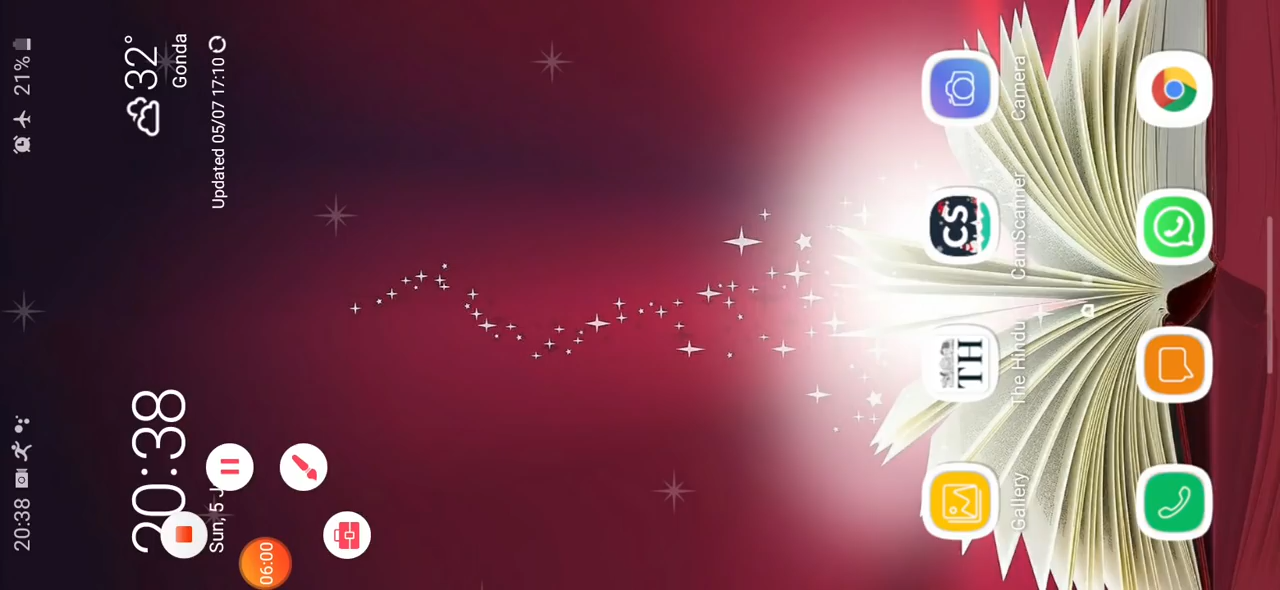 20:38
21%
20:38
Sun, 5 J
32°
Gonda
Updated 05/07 17:10
06:00
Gallery
TH
The Hindu
CS
CamScanner
Camera